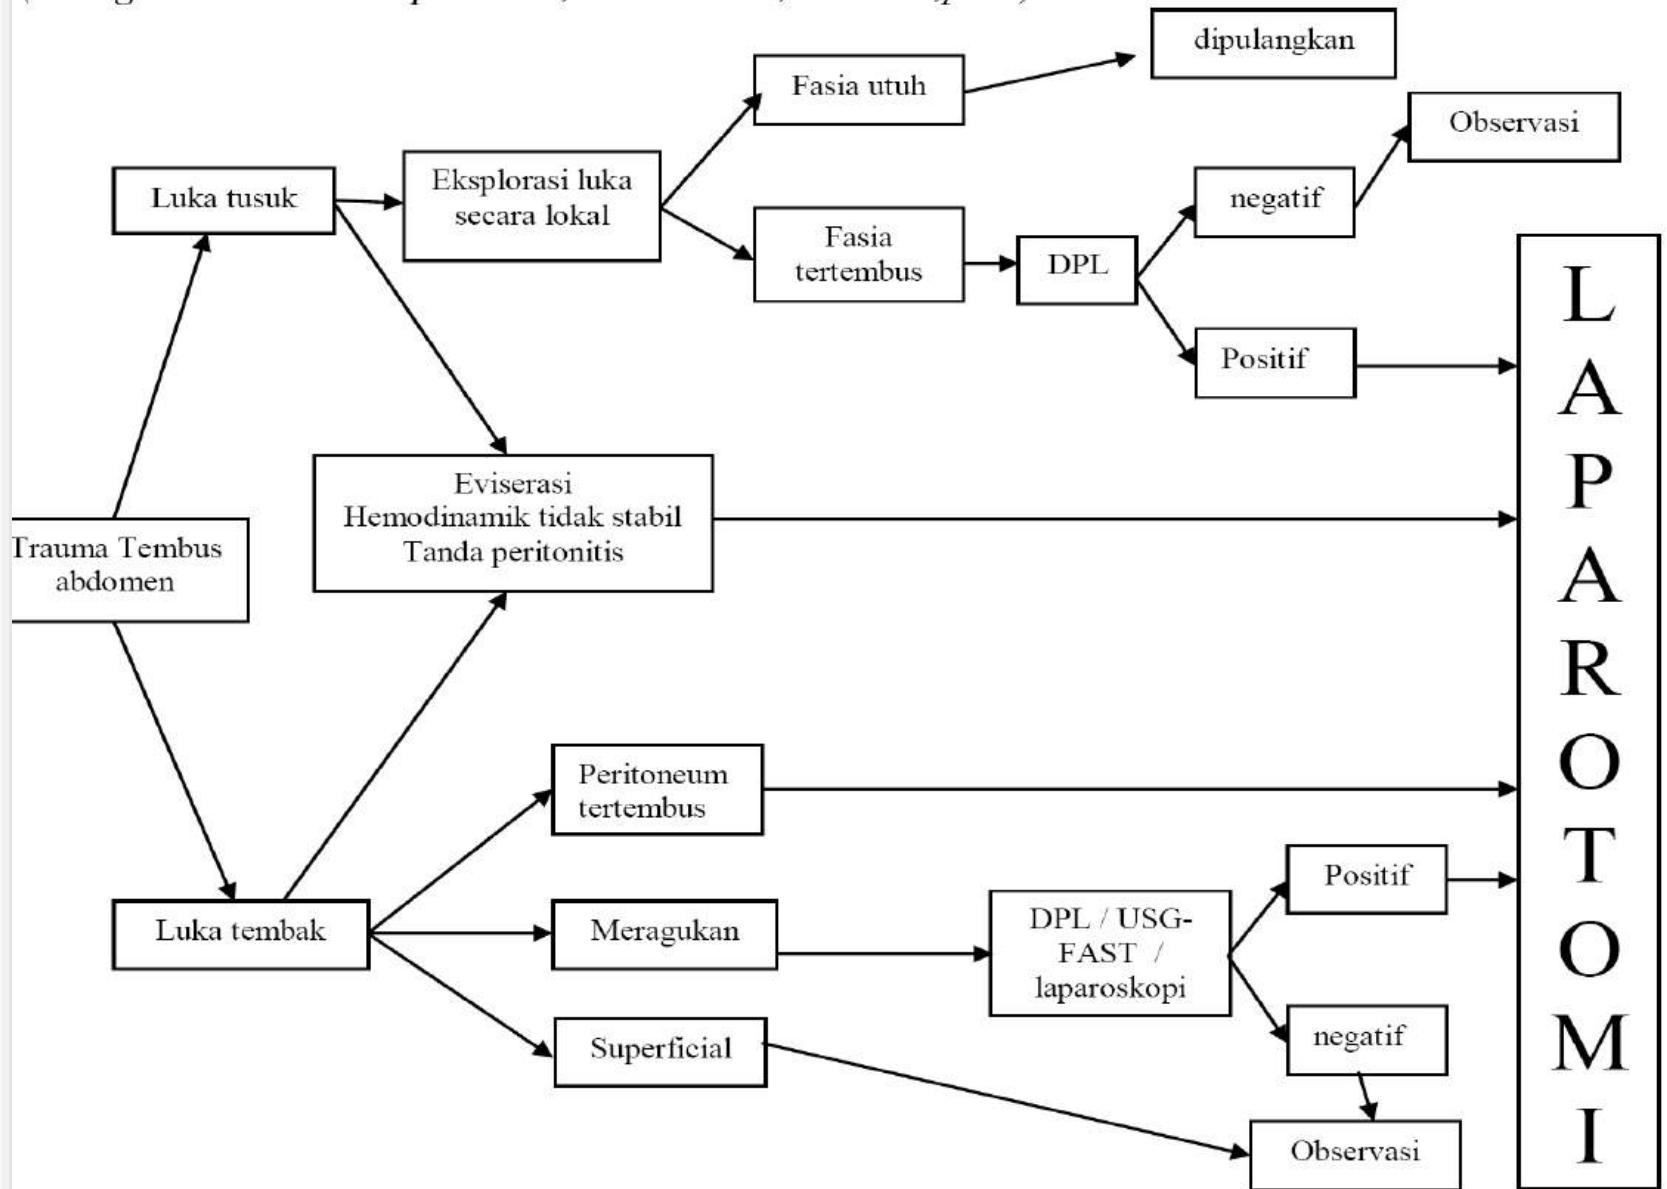 dipulangkan
Fasia utuh
Observasi
Luka tusuk
Eksplorasi luka
secara lokal
negatif
Fasia
tertembus
DPL
Positif
Eviserasi
Hemodinamik tidak stabil
Tanda peritonitis
Trauma Tembus
abdomen
Peritoneum
tertembus
Luka tembak
Meragukan
DPL / USG-
FAST /
laparoskopi
Positif
Superficial
negatif
Observasi
L
A
P
A
R
O
T
O
M
I